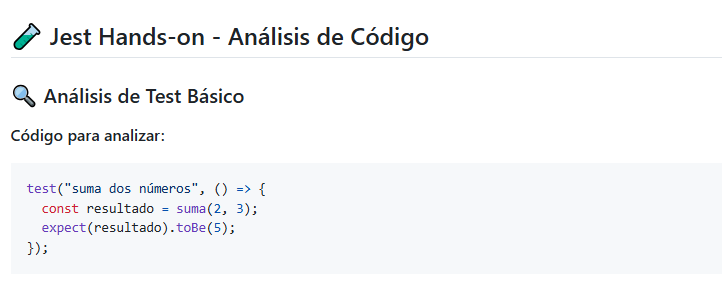 🧪 Jest Hands-on - Análisis de Código
🔍 Análisis de Test Básico
Código para analizar:
test("suma dos números", () => {
  const resultado = suma(2, 3);
  expect(resultado).toBe(5);
});